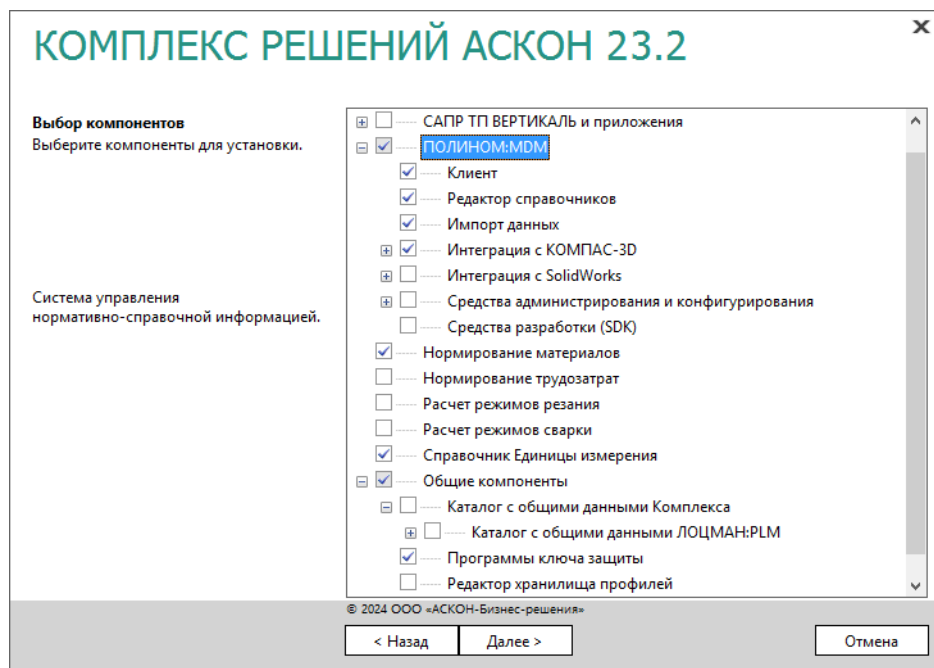 КОМПЛЕКС РЕШЕНИЙ АСКОН 23.2
Выбор компонентов
Выберите компоненты для установки.
Система управления
нормативно-справочной информацией.
САПР ТП ВЕРТИКАЛЬ и приложения
ПОЛИНОМ:MDM
Клиент
Редактор справочников
Импорт данных
Интеграция с КОМПАС-3D
Интеграция с SolidWorks
Средства администрирования и конфигурирования
Средства разработки (SDK)
Нормирование материалов
Нормирование трудозатрат
Расчет режимов резания
Расчет режимов сварки
Справочник Единицы измерения
Общие компоненты
Каталог с общими данными Комплекса
Каталог с общими данными ЛОЦМАН:PLM
Программы ключа защиты
Редактор хранилища профилей
© 2024 ООО «АСКОН-Бизнес-решения»
< Назад
Далее >
Отмена